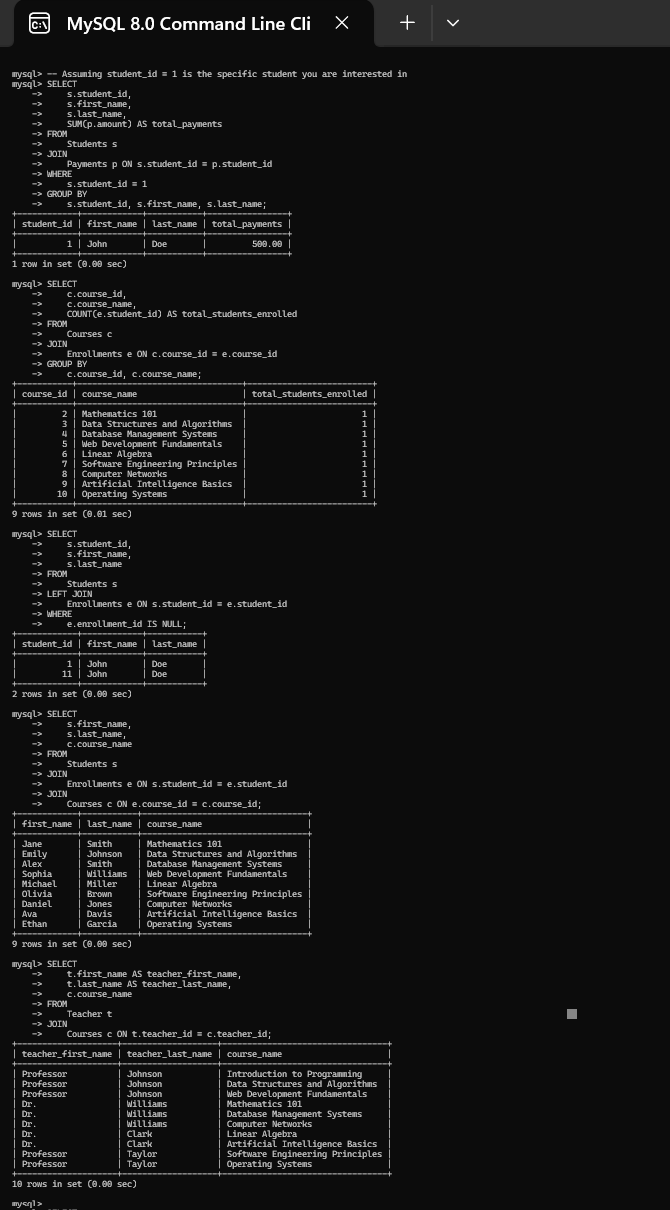 MySQL 8.0 Command Line Cli
mysql> -- Assuming student_id = 1 is the specific student you are interested in
mysql> SELECT
    ->     s.student_id,
    ->     s.first_name,
    ->     s.last_name,
    ->     SUM(p.amount) AS total_payments
    -> FROM
    ->     Students s
    -> JOIN
    ->     Payments p ON s.student_id = p.student_id
    -> WHERE
    ->     s.student_id = 1
    -> GROUP BY
    ->     s.student_id, s.first_name, s.last_name;
+------------+------------+-----------+----------------+
| student_id | first_name | last_name | total_payments |
+------------+------------+-----------+----------------+
|          1 | John       | Doe       |         500.00 |
+------------+------------+-----------+----------------+
1 row in set (0.00 sec)
mysql> SELECT
    ->     c.course_id,
    ->     c.course_name,
    ->     COUNT(e.student_id) AS total_students_enrolled
    -> FROM
    ->     Courses c
    -> JOIN
    ->     Enrollments e ON c.course_id = e.course_id
    -> GROUP BY
    ->     c.course_id, c.course_name;
+-----------+---------------------------------+-------------------------+
| course_id | course_name                     | total_students_enrolled |
+-----------+---------------------------------+-------------------------+
|         2 | Mathematics 101                 |                       1 |
|         3 | Data Structures and Algorithms  |                       1 |
|         4 | Database Management Systems     |                       1 |
|         5 | Web Development Fundamentals    |                       1 |
|         6 | Linear Algebra                  |                       1 |
|         7 | Software Engineering Principles |                       1 |
|         8 | Computer Networks               |                       1 |
|         9 | Artificial Intelligence Basics  |                       1 |
|        10 | Operating Systems               |                       1 |
+-----------+---------------------------------+-------------------------+
9 rows in set (0.01 sec)
mysql> SELECT
    ->     s.student_id,
    ->     s.first_name,
    ->     s.last_name
    -> FROM
    ->     Students s
    -> LEFT JOIN
    ->     Enrollments e ON s.student_id = e.student_id
    -> WHERE
    ->     e.enrollment_id IS NULL;
+------------+------------+-----------+
| student_id | first_name | last_name |
+------------+------------+-----------+
|          1 | John       | Doe       |
|         11 | John       | Doe       |
+------------+------------+-----------+
2 rows in set (0.00 sec)
mysql> SELECT
    ->     s.first_name,
    ->     s.last_name,
    ->     c.course_name
    -> FROM
    ->     Students s
    -> JOIN
    ->     Enrollments e ON s.student_id = e.student_id
    -> JOIN
    ->     Courses c ON e.course_id = c.course_id;
+------------+-----------+---------------------------------+
| first_name | last_name | course_name                     |
+------------+-----------+---------------------------------+
| Jane       | Smith     | Mathematics 101                 |
| Emily      | Johnson   | Data Structures and Algorithms  |
| Alex       | Smith     | Database Management Systems     |
| Sophia     | Williams  | Web Development Fundamentals    |
| Michael    | Miller    | Linear Algebra                  |
| Olivia     | Brown     | Software Engineering Principles |
| Daniel     | Jones     | Computer Networks               |
| Ava        | Davis     | Artificial Intelligence Basics  |
| Ethan      | Garcia    | Operating Systems               |
+------------+-----------+---------------------------------+
9 rows in set (0.00 sec)
mysql> SELECT
    ->     t.first_name AS teacher_first_name,
    ->     t.last_name AS teacher_last_name,
    ->     c.course_name
    -> FROM
    ->     Teacher t
    -> JOIN
    ->     Courses c ON t.teacher_id = c.teacher_id;
+--------------------+-------------------+---------------------------------+
| teacher_first_name | teacher_last_name | course_name                     |
+--------------------+-------------------+---------------------------------+
| Professor          | Johnson           | Introduction to Programming     |
| Professor          | Johnson           | Data Structures and Algorithms  |
| Professor          | Johnson           | Web Development Fundamentals    |
| Dr.                | Williams          | Mathematics 101                 |
| Dr.                | Williams          | Database Management Systems     |
| Dr.                | Williams          | Computer Networks               |
| Dr.                | Clark             | Linear Algebra                  |
| Dr.                | Clark             | Artificial Intelligence Basics  |
| Professor          | Taylor            | Software Engineering Principles |
| Professor          | Taylor            | Operating Systems               |
+--------------------+-------------------+---------------------------------+
10 rows in set (0.00 sec)
mysql>